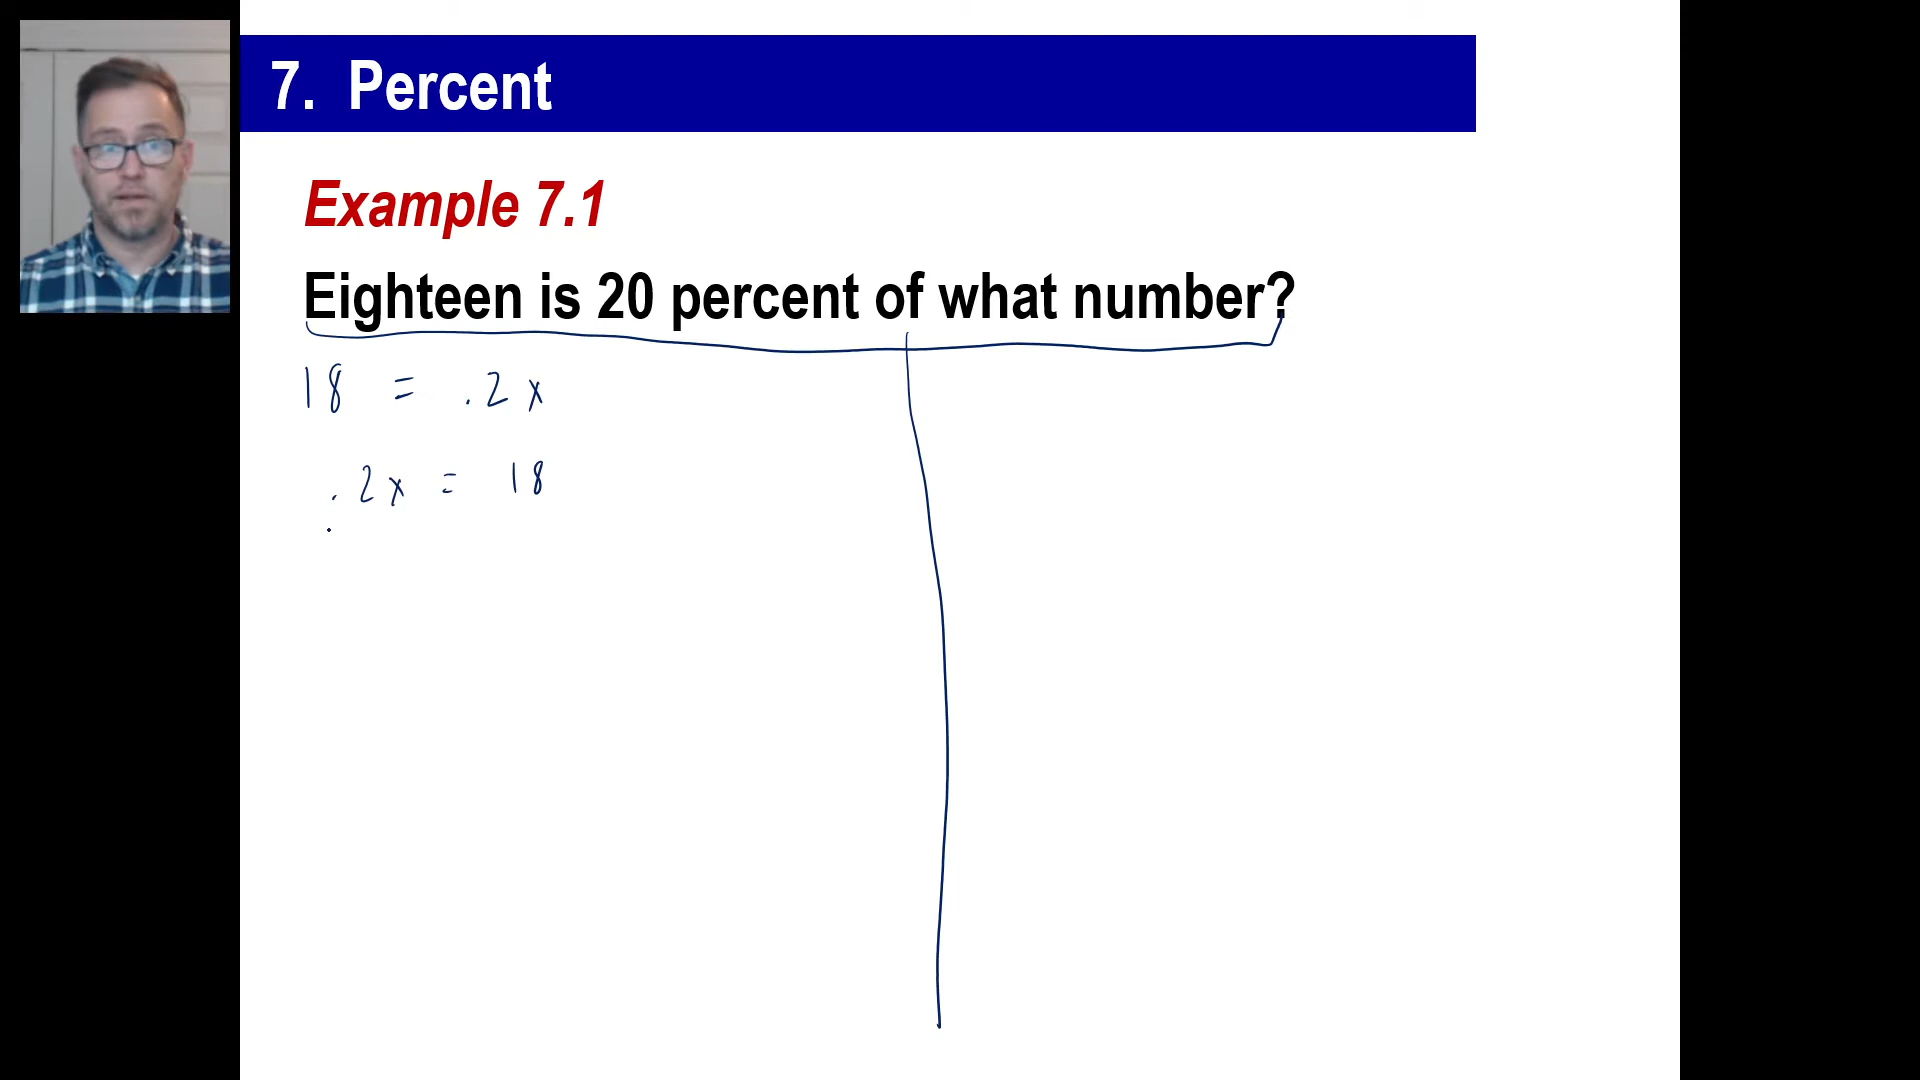 7. Percent
Example 7.1
Eighteen is 20 percent of what number?
18 = .2x
.2x = 18